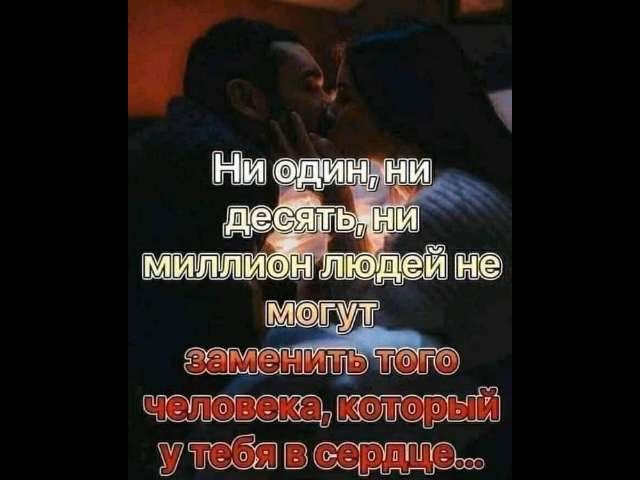 Ни один, ни
десять, ни
миллион людей не
могут
заменить того
человека, который
у тебя в сердце...